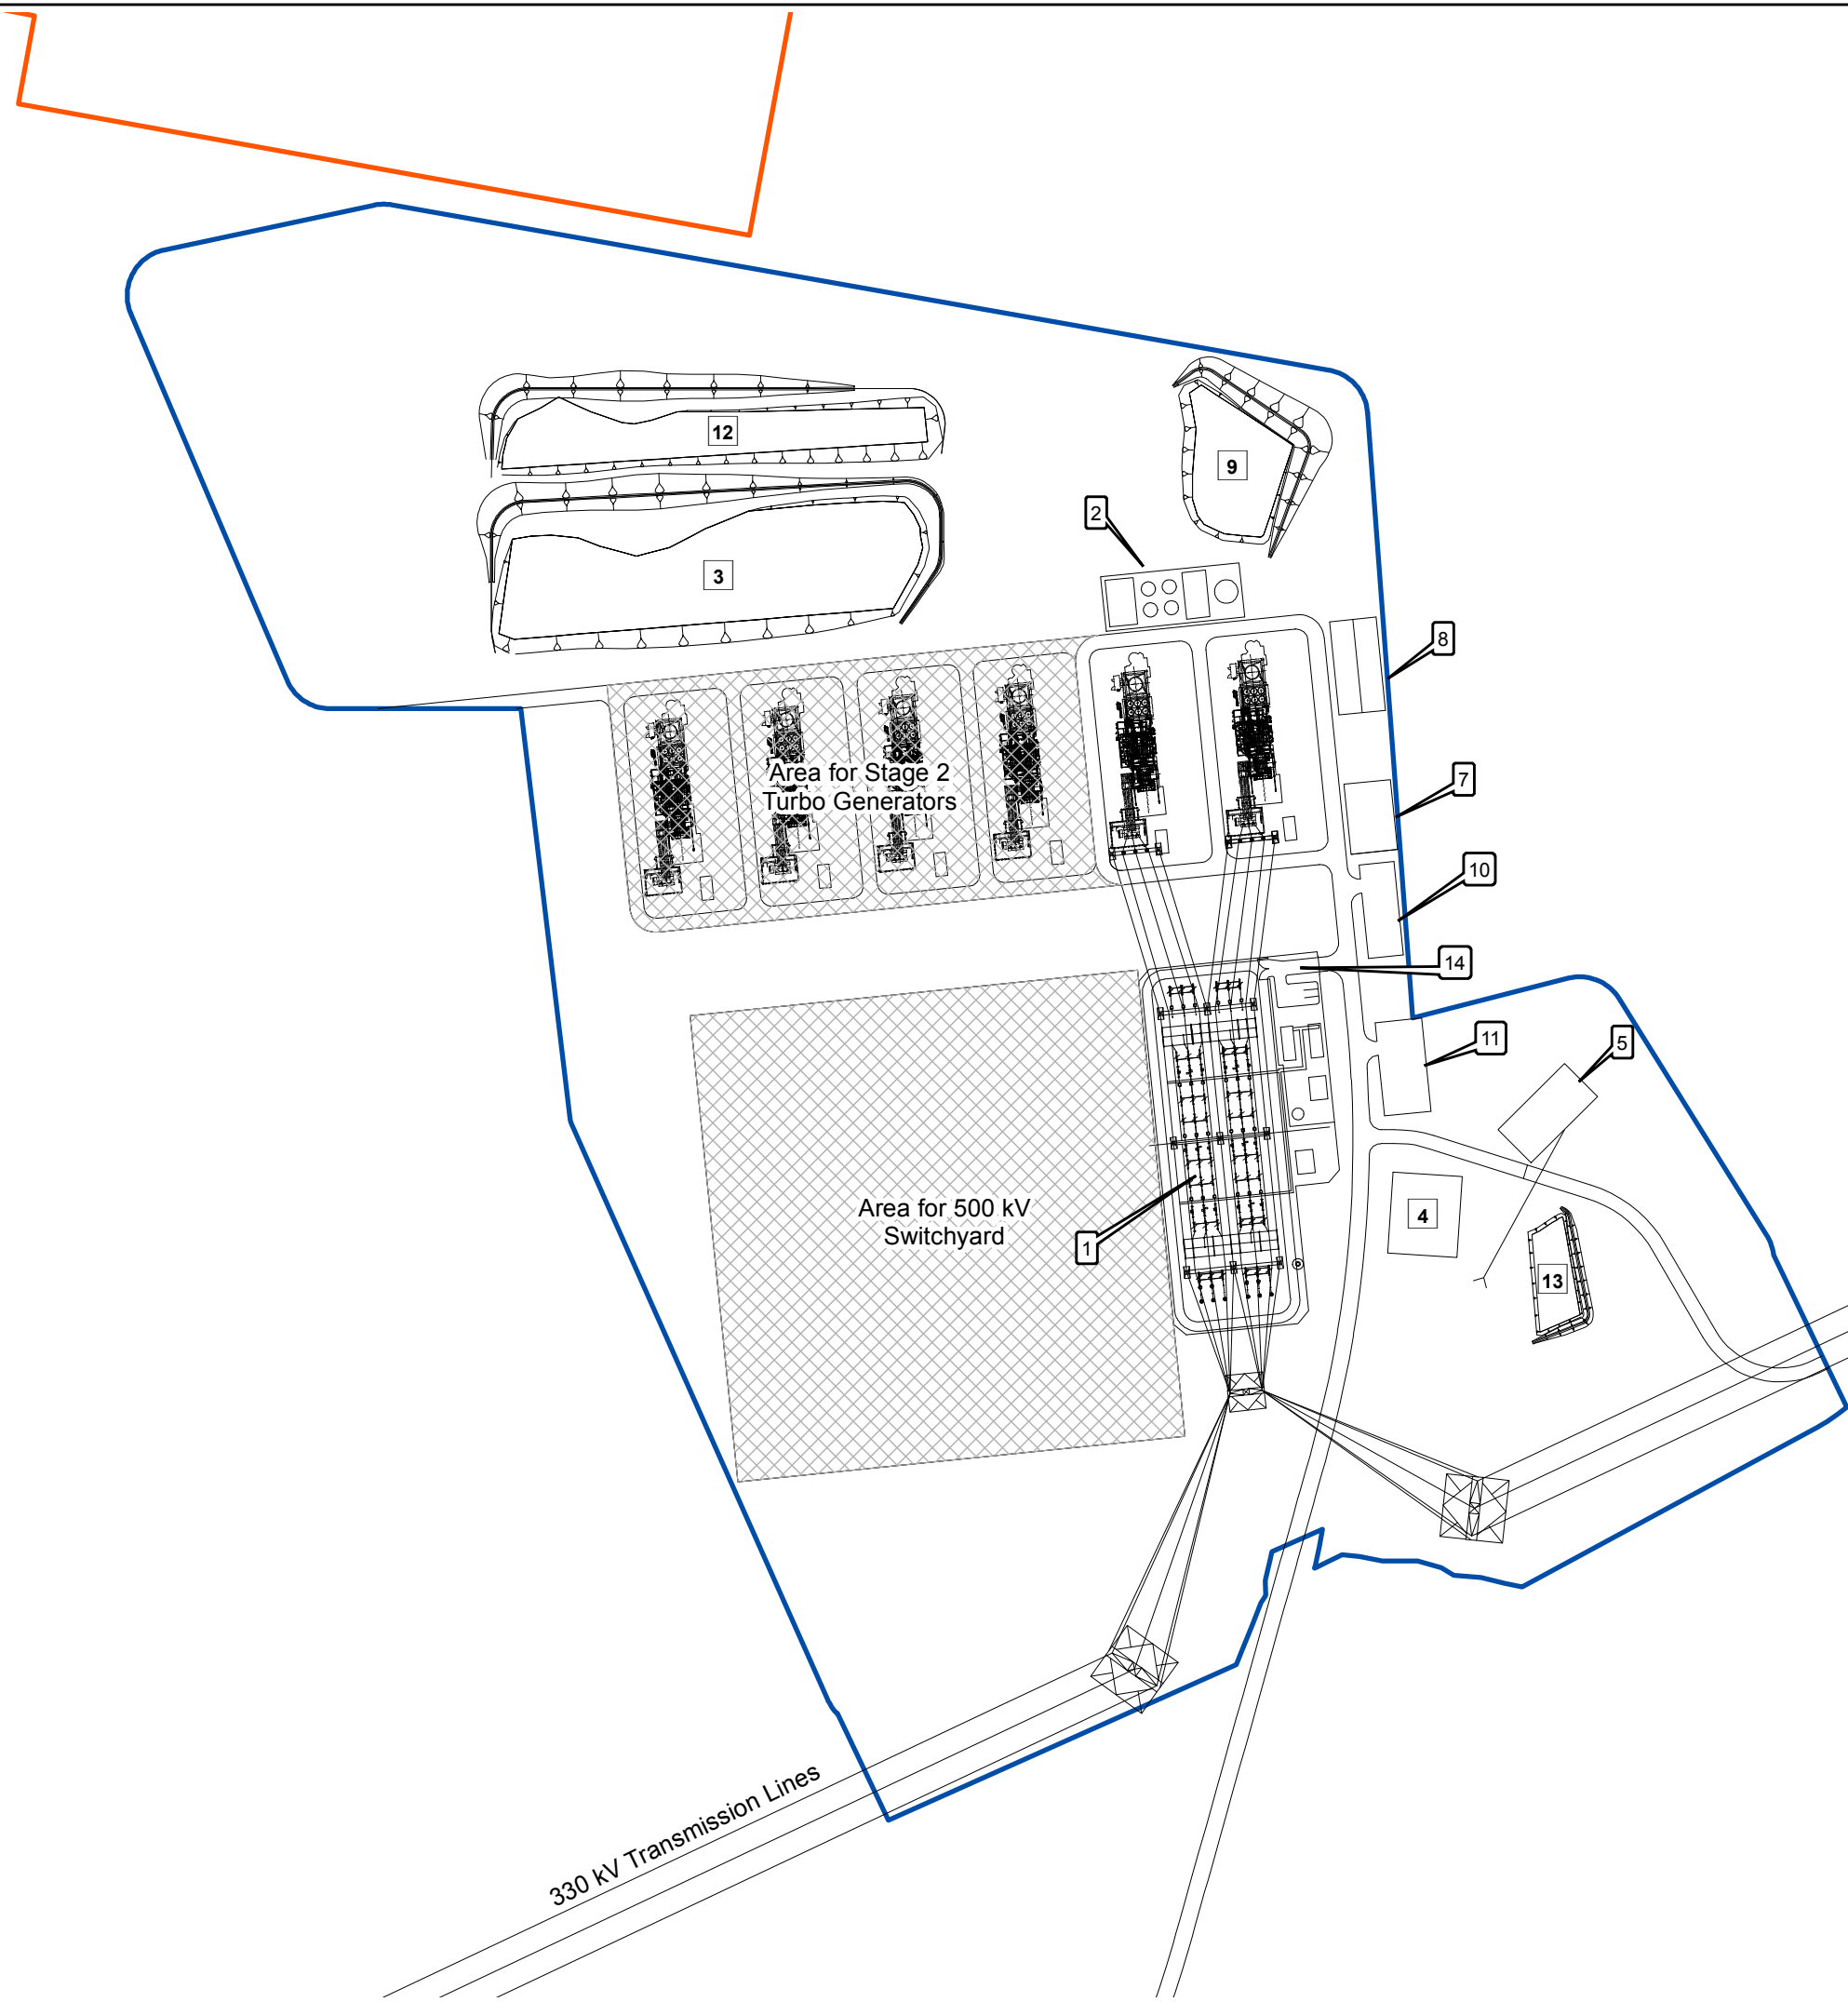 12
9
2
3
8
Area for Stage 2
Turbo Generators
7
10
14
11
5
Area for 500 kV
Switchyard
4
1
13
330 kV Transmission Lines